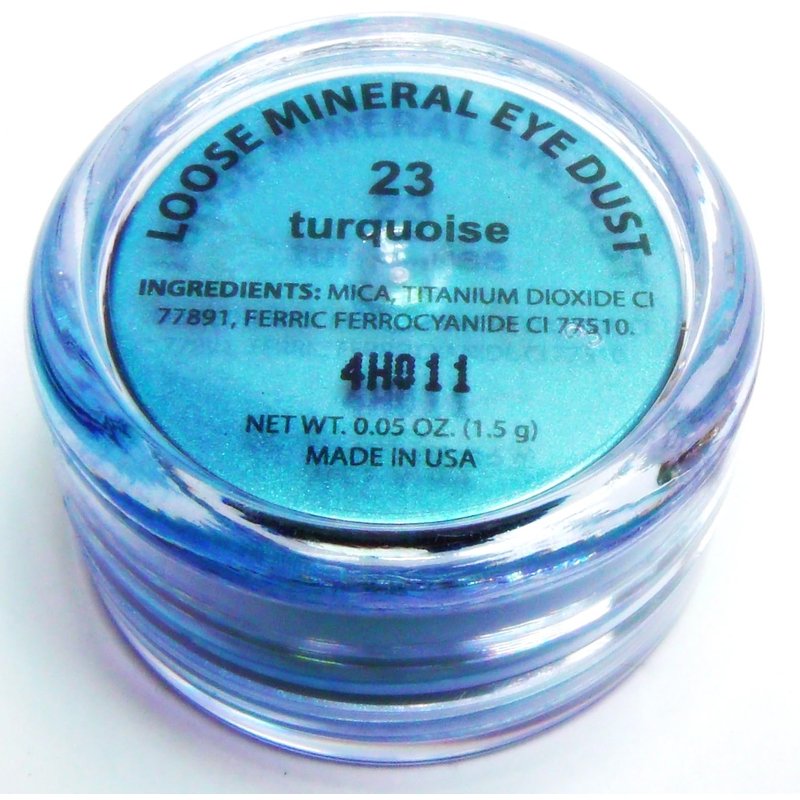 LOOSE MINERAL EYE DUST
23
turquoise
INGREDIENTS: MICA, TITANIUM DIOXIDE CI
77891, FERRIC FERROCYANIDE CI 77510.
4H011
NET WT. 0.05 OZ. (1.5 g)
MADE IN USA